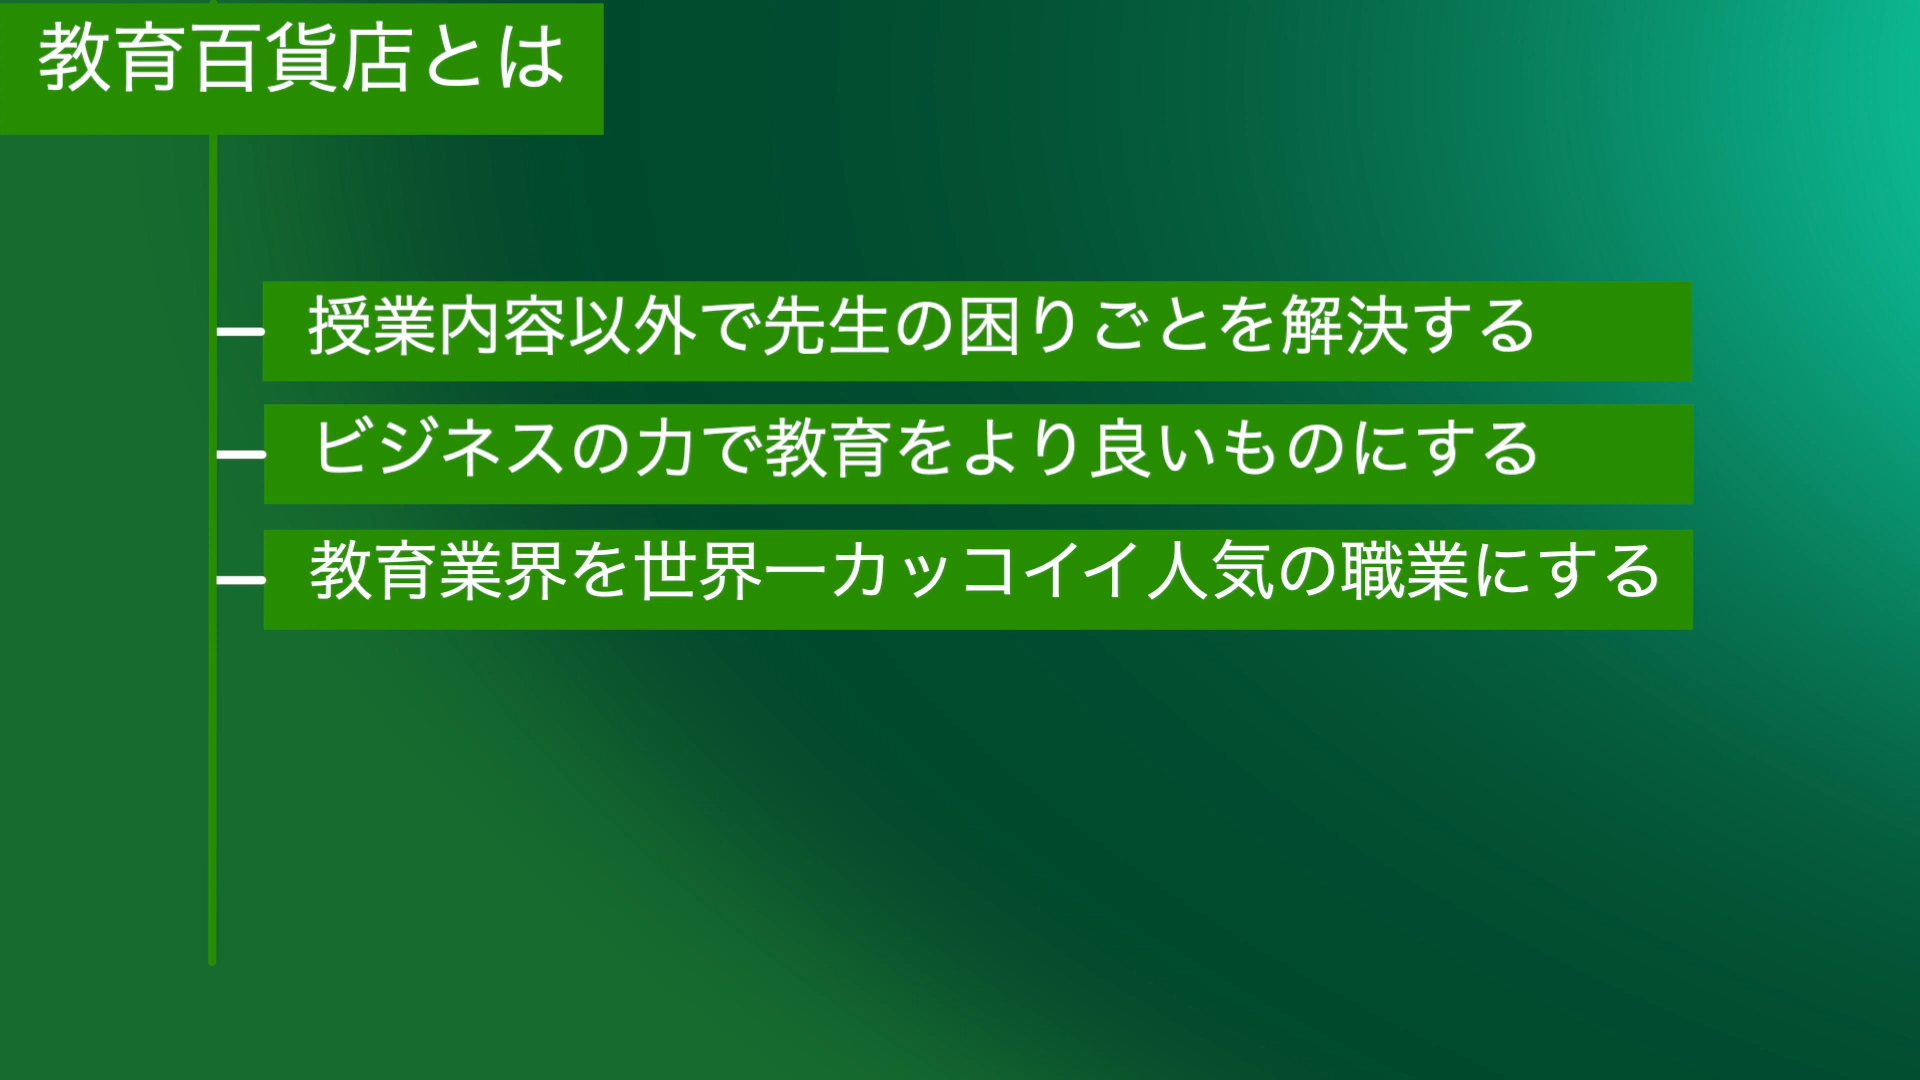 教育百貨店とは
授業内容以外で先生の困りごとを解決する
ビジネスの力で教育をより良いものにする
教育業界を世界一カッコイイ人気の職業にする